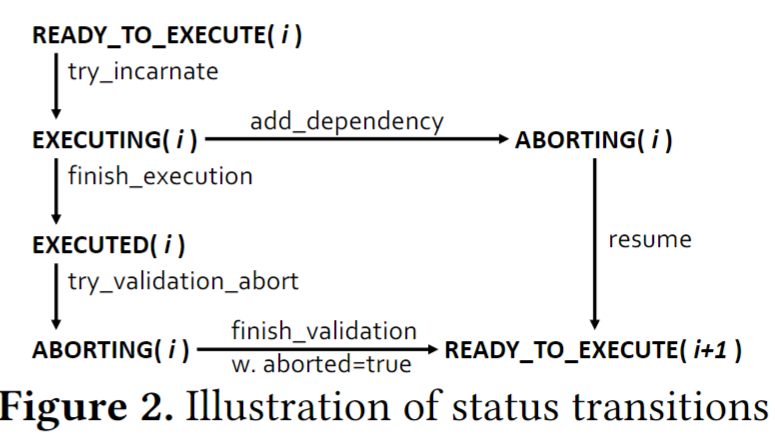 READY_TO_EXECUTE( i )
try_incarnate
add_dependency
EXECUTING( i )
ABORTING( i )
finish_execution
EXECUTED( i )
resume
try_validation_abort
finish_validation
ABORTING( i )
READY_TO_EXECUTE( i+1 )
w. aborted=true
Figure 2. Illustration of status transitions